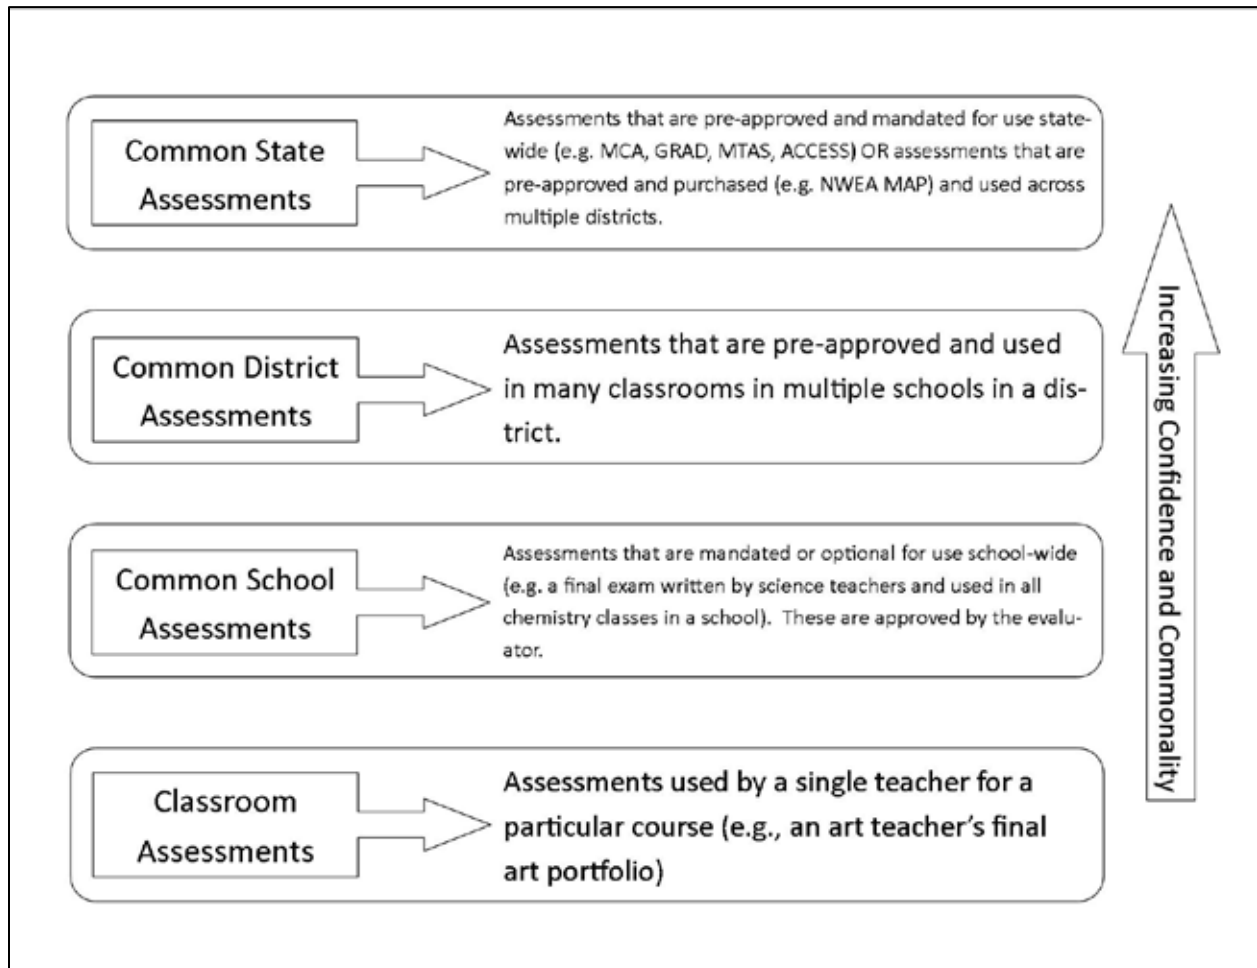 Common State
Assessments
Assessments that are pre-approved and mandated for use state-
wide (e.g. MCA, GRAD, MTAS, ACCESS) OR assessments that are
pre-approved and purchased (e.g. NWEA MAP) and used across
multiple districts.
Common District
Assessments
Assessments that are pre-approved and used
in many classrooms in multiple schools in a dis-
trict.
Common School
Assessments
Assessments that are mandated or optional for use school-wide
(e.g. a final exam written by science teachers and used in all
chemistry classes in a school).  These are approved by the evalu-
ator.
Classroom
Assessments
Assessments used by a single teacher for a
particular course (e.g., an art teacher’s final
art portfolio)
Increasing Confidence and Commonality